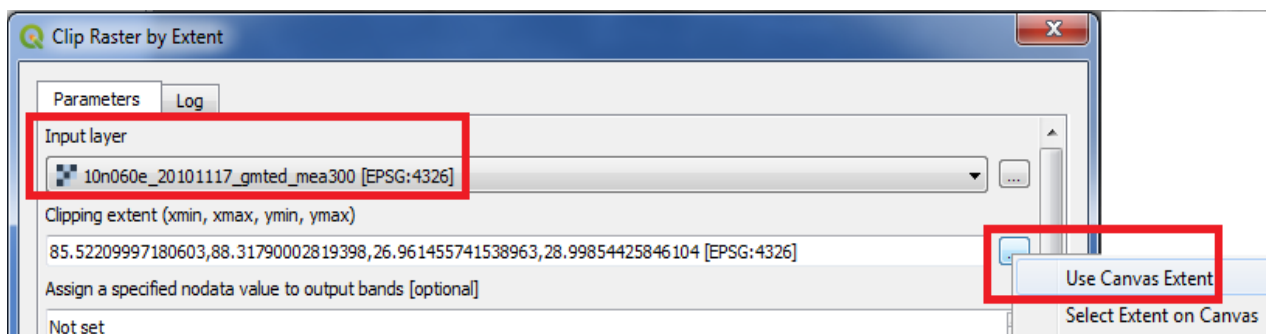 Clip Raster by Extent
Parameters Log
Input layer
10n060e_20101117_gmted_mea300 [EPSG:4326]
...
Clipping extent (xmin, xmax, ymin, ymax)
85.52209997180603,88.31790002819398,26.961455741538963,28.99854425846104 [EPSG:4326]
Use Canvas Extent
Assign a specified nodata value to output bands [optional]
Select Extent on Canvas
Not set